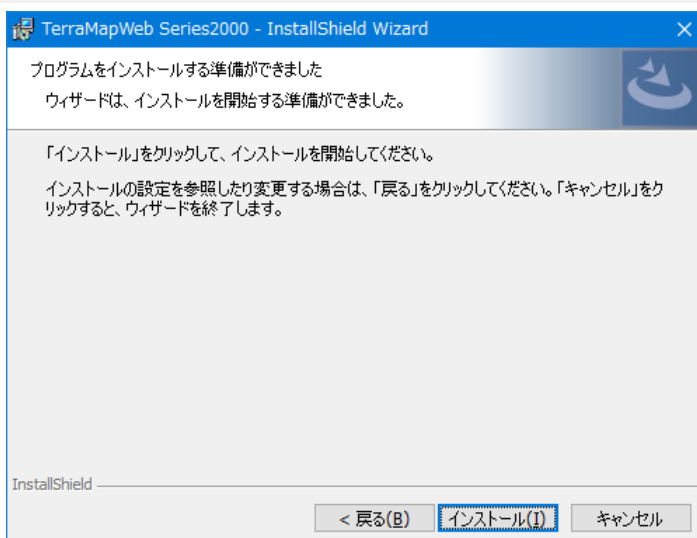 TerraMapWeb Series2000 - InstallShield Wizard
プログラムをインストールする準備ができました
ウィザードは、インストールを開始する準備ができました。
「インストール」をクリックして、インストールを開始してください。
インストールの設定を参照したり変更する場合は、「戻る」をクリックしてください。「キャンセル」をク
リックすると、ウィザードを終了します。
InstallShield
< 戻る(B) インストール(I) キャンセル